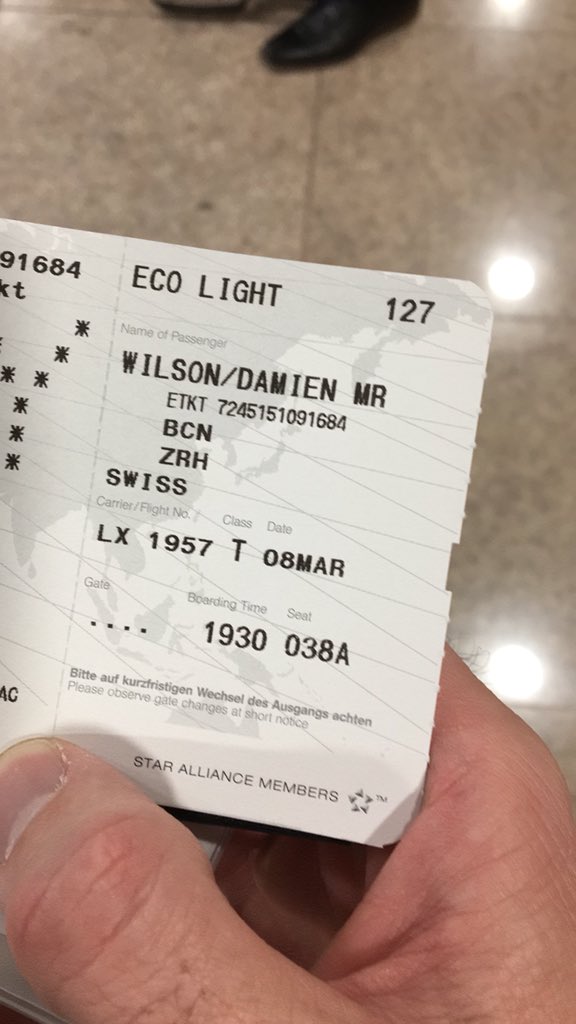 91684
kt
*
*
* *
*
*
*
AC
ECO LIGHT 127
Name of Passenger
WILSON/DAMIEN MR
ETKT 7245151091684
BCN
ZRH
SWISS
Carrier/Flight No. Class Date
LX 1957 T 08MAR
Gate Boarding Time Seat
.... 1930 038A
Bitte auf kurzfristigen Wechsel des Ausgangs achten
Please observe gate changes at short notice
STAR ALLIANCE MEMBERS ™